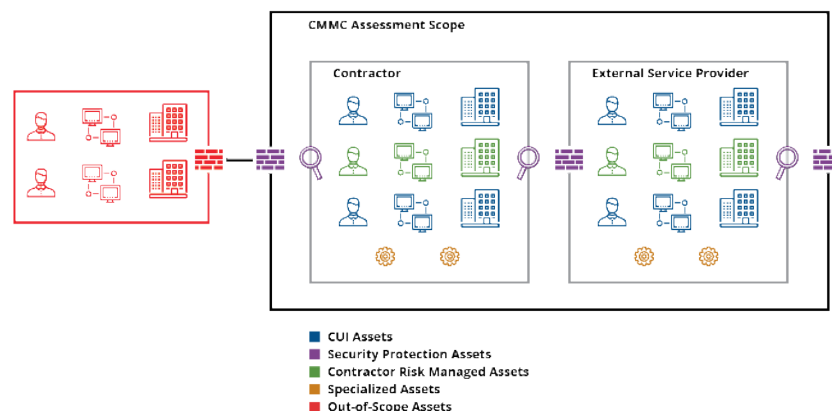 CMMC Assessment Scope
Contractor
External Service Provider
CUI Assets
Security Protection Assets
Contractor Risk Managed Assets
Specialized Assets
Out-of-Scope Assets